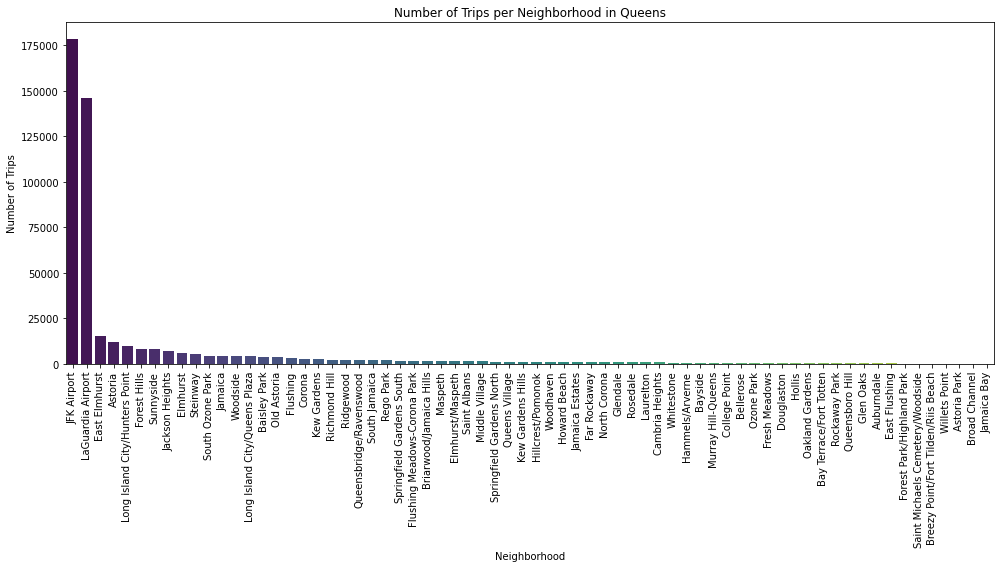 Number of Trips per Neighborhood in Queens
Number of Trips
175000
150000
125000
100000
75000
50000
25000
0
JFK Airport
LaGuardia Airport
East Elmhurst
Astoria
Long Island City/Hunters Point
Forest Hills
Sunnyside
Jackson Heights
Elmhurst
Steinway
South Ozone Park
Jamaica
Woodside
Long Island City/Queens Plaza
Baisley Park
Old Astoria
Flushing
Corona
Kew Gardens
Richmond Hill
Ridgewood
Queensbridge/Ravenswood
South Jamaica
Rego Park
Springfield Gardens South
Flushing Meadows-Corona Park
Briarwood/Jamaica Hills
Maspeth
Elmhurst/Maspeth
Saint Albans
Middle Village
Springfield Gardens North
Queens Village
Kew Gardens Hills
Hillcrest/Pomonok
Woodhaven
Howard Beach
Jamaica Estates
Far Rockaway
North Corona
Glendale
Rosedale
Laurelton
Cambria Heights
Whitestone
Hammels/Arverne
Bayside
Murray Hill-Queens
College Point
Bellerose
Ozone Park
Fresh Meadows
Douglaston
Hollis
Oakland Gardens
Bay Terrace/Fort Totten
Rockaway Park
Queensboro Hill
Glen Oaks
Auburndale
East Flushing
Forest Park/Highland Park
Saint Michaels Cemetery/Woodside
Breezy Point/Fort Tilden/Riis Beach
Willets Point
Astoria Park
Broad Channel
Jamaica Bay
Neighborhood